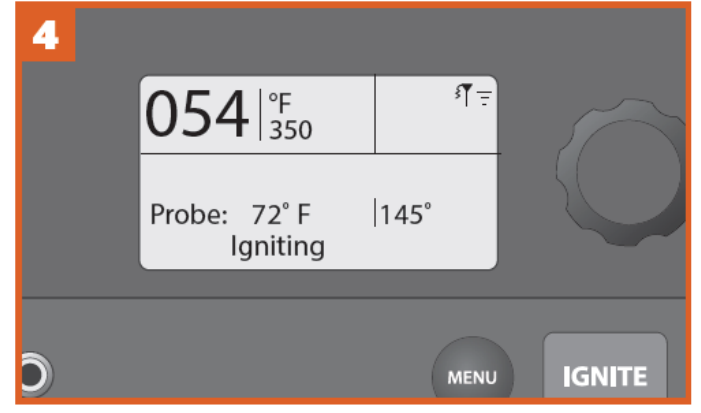 4
054 °F
350
Probe: 72° F 145°
Igniting
MENU
IGNITE